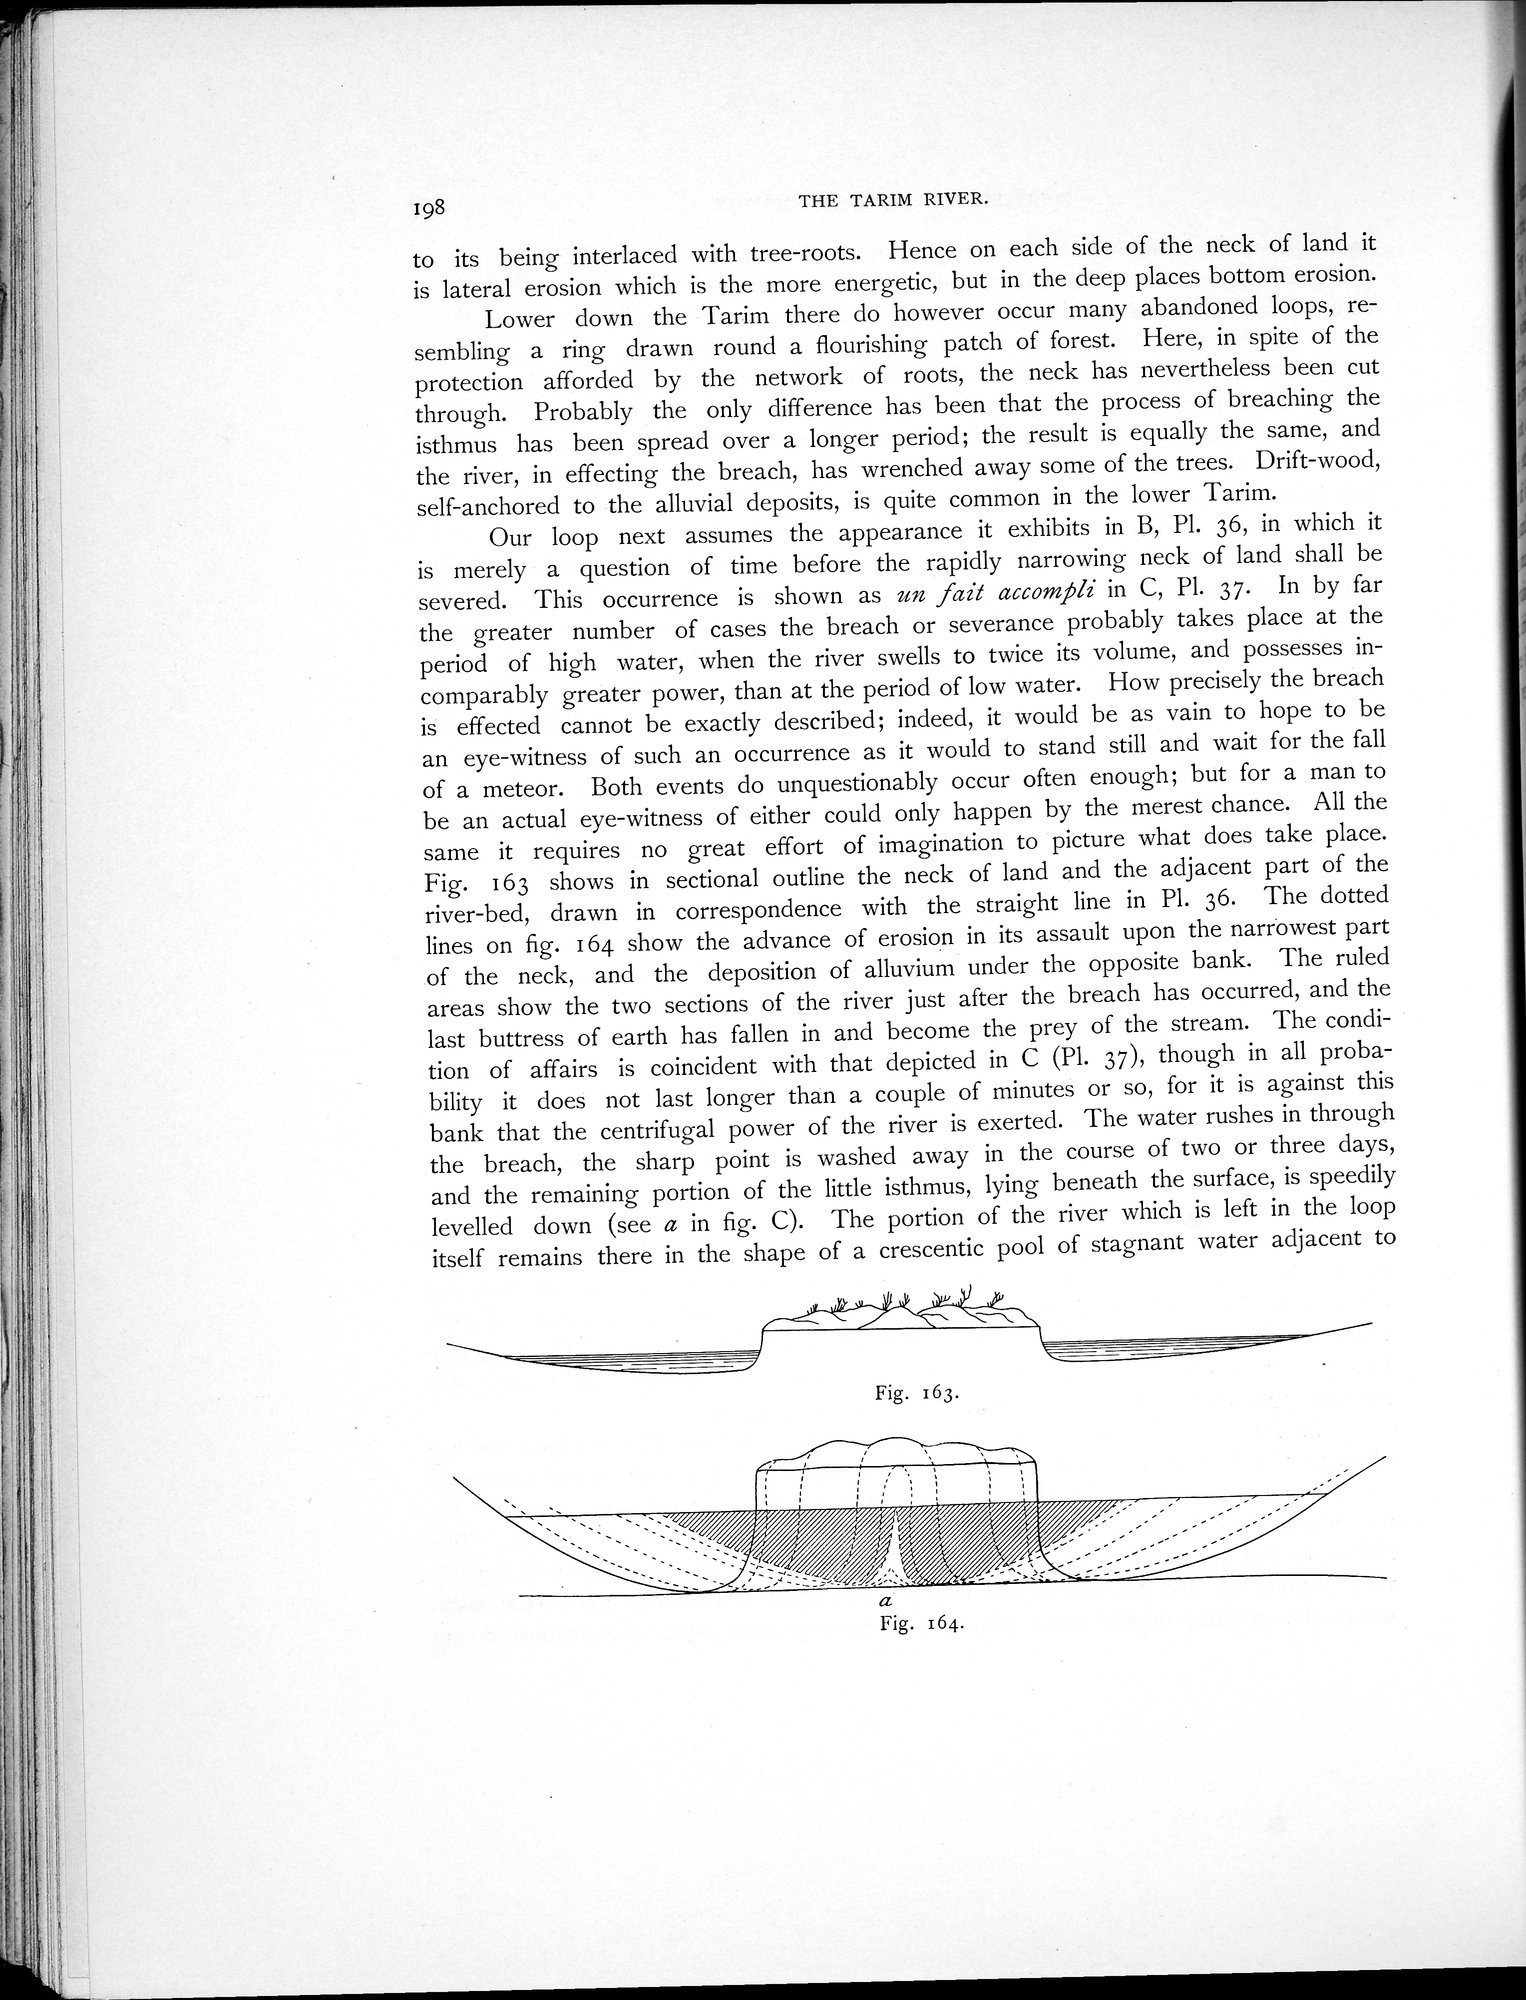 198
THE TARIM RIVER.
to its being interlaced with tree-roots. Hence on each side of the neck of land it
is lateral erosion which is the more energetic, but in the deep places bottom erosion.
Lower down the Tarim there do however occur many abandoned loops, re-
sembling a ring drawn round a flourishing patch of forest. Here, in spite of the
protection afforded by the network of roots, the neck has nevertheless been cut
through. Probably the only difference has been that the process of breaching the
isthmus has been spread over a longer period; the result is equally the same, and
the river, in effecting the breach, has wrenched away some of the trees. Drift-wood,
self-anchored to the alluvial deposits, is quite common in the lower Tarim.
Our loop next assumes the appearance it exhibits in B, Pl. 36, in which it
is merely a question of time before the rapidly narrowing neck of land shall be
severed. This occurrence is shown as un fait accompli in C, Pl. 37. In by far
the greater number of cases the breach or severance probably takes place at the
period of high water, when the river swells to twice its volume, and possesses in-
comparably greater power, than at the period of low water. How precisely the breach
is effected cannot be exactly described; indeed, it would be as vain to hope to be
an eye-witness of such an occurrence as it would to stand still and wait for the fall
of a meteor. Both events do unquestionably occur often enough; but for a man to
be an actual eye-witness of either could only happen by the merest chance. All the
same it requires no great effort of imagination to picture what does take place.
Fig. 163 shows in sectional outline the neck of land and the adjacent part of the
river-bed, drawn in correspondence with the straight line in Pl. 36. The dotted
lines on fig. 164 show the advance of erosion in its assault upon the narrowest part
of the neck, and the deposition of alluvium under the opposite bank. The ruled
areas show the two sections of the river just after the breach has occurred, and the
last buttress of earth has fallen in and become the prey of the stream. The condi-
tion of affairs is coincident with that depicted in C (Pl. 37), though in all proba-
bility it does not last longer than a couple of minutes or so, for it is against this
bank that the centrifugal power of the river is exerted. The water rushes in through
the breach, the sharp point is washed away in the course of two or three days,
and the remaining portion of the little isthmus, lying beneath the surface, is speedily
levelled down (see a in fig. C). The portion of the river which is left in the loop
itself remains there in the shape of a crescentic pool of stagnant water adjacent to
Fig. 163.
a
Fig. 164.